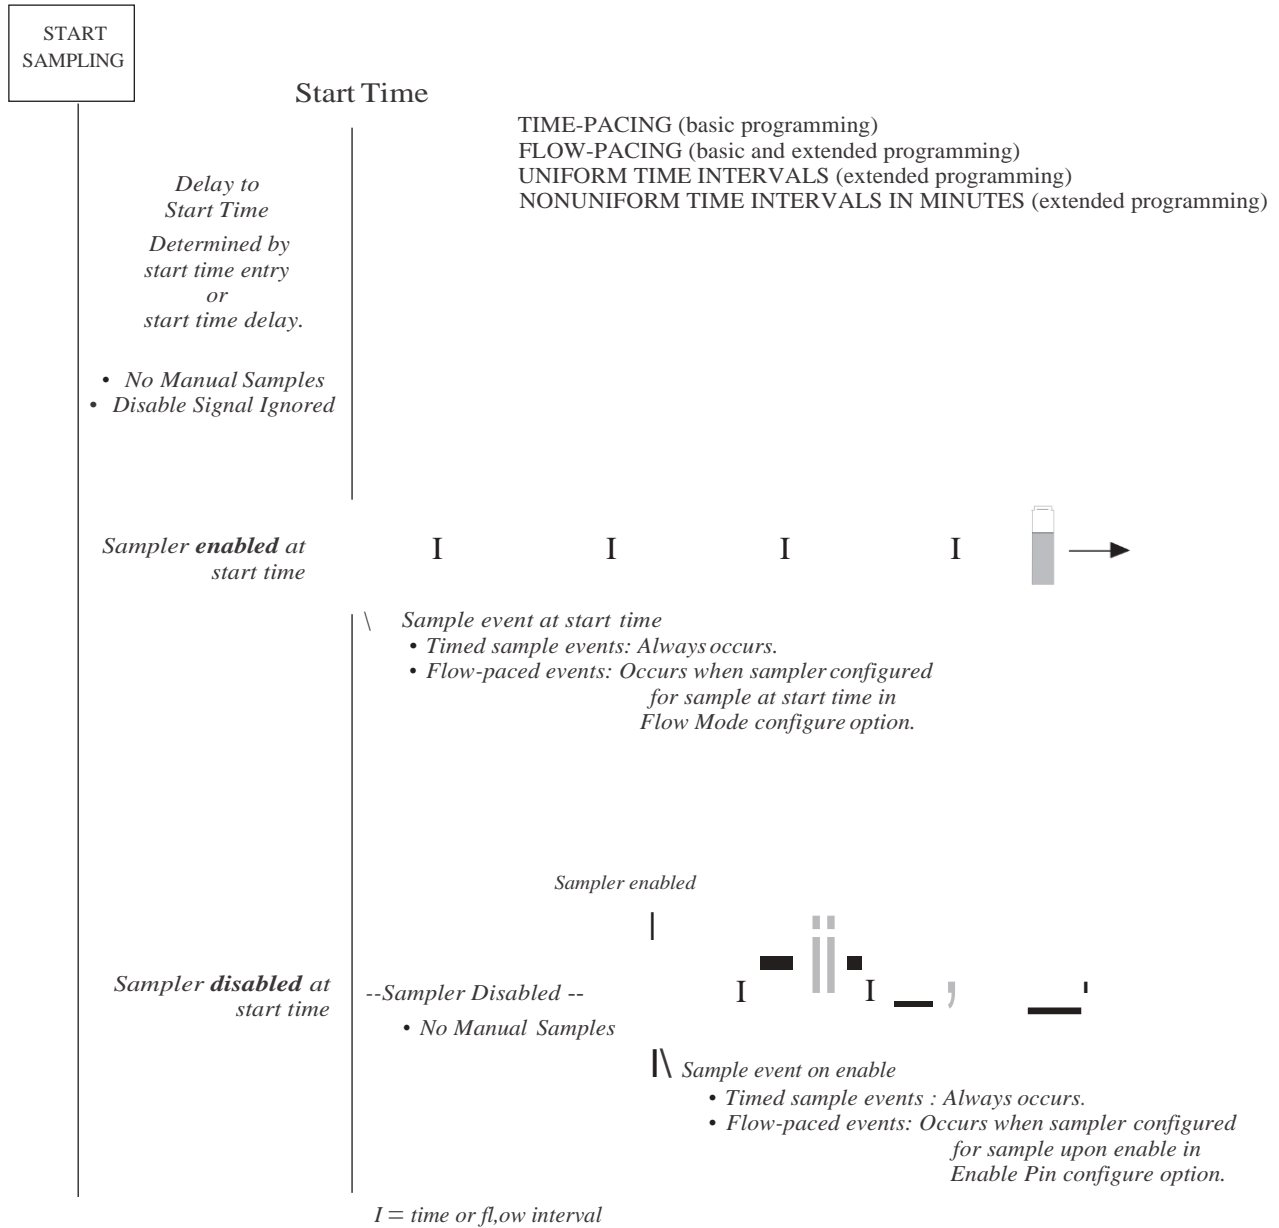 START
SAMPLING
Start Time
TIME-PACING (basic programming)
FLOW-PACING (basic and extended programming)
UNIFORM TIME INTERVALS (extended programming)
NONUNIFORM TIME INTERVALS IN MINUTES (extended programming)
Delay to
Start Time
Determined by
start time entry
or
start time delay.
• No Manual Samples
• Disable Signal Ignored
Sampler enabled at
start time
I I I I
\ Sample event at start time
• Timed sample events: Always occurs.
• Flow-paced events: Occurs when sampler configured
for sample at start time in
Flow Mode configure option.
Sampler enabled
Sampler disabled at
start time
--Sampler Disabled --
I I
• No Manual Samples
\ Sample event on enable
• Timed sample events : Always occurs.
• Flow-paced events: Occurs when sampler configured
for sample upon enable in
Enable Pin configure option.
I = time or fl,ow interval